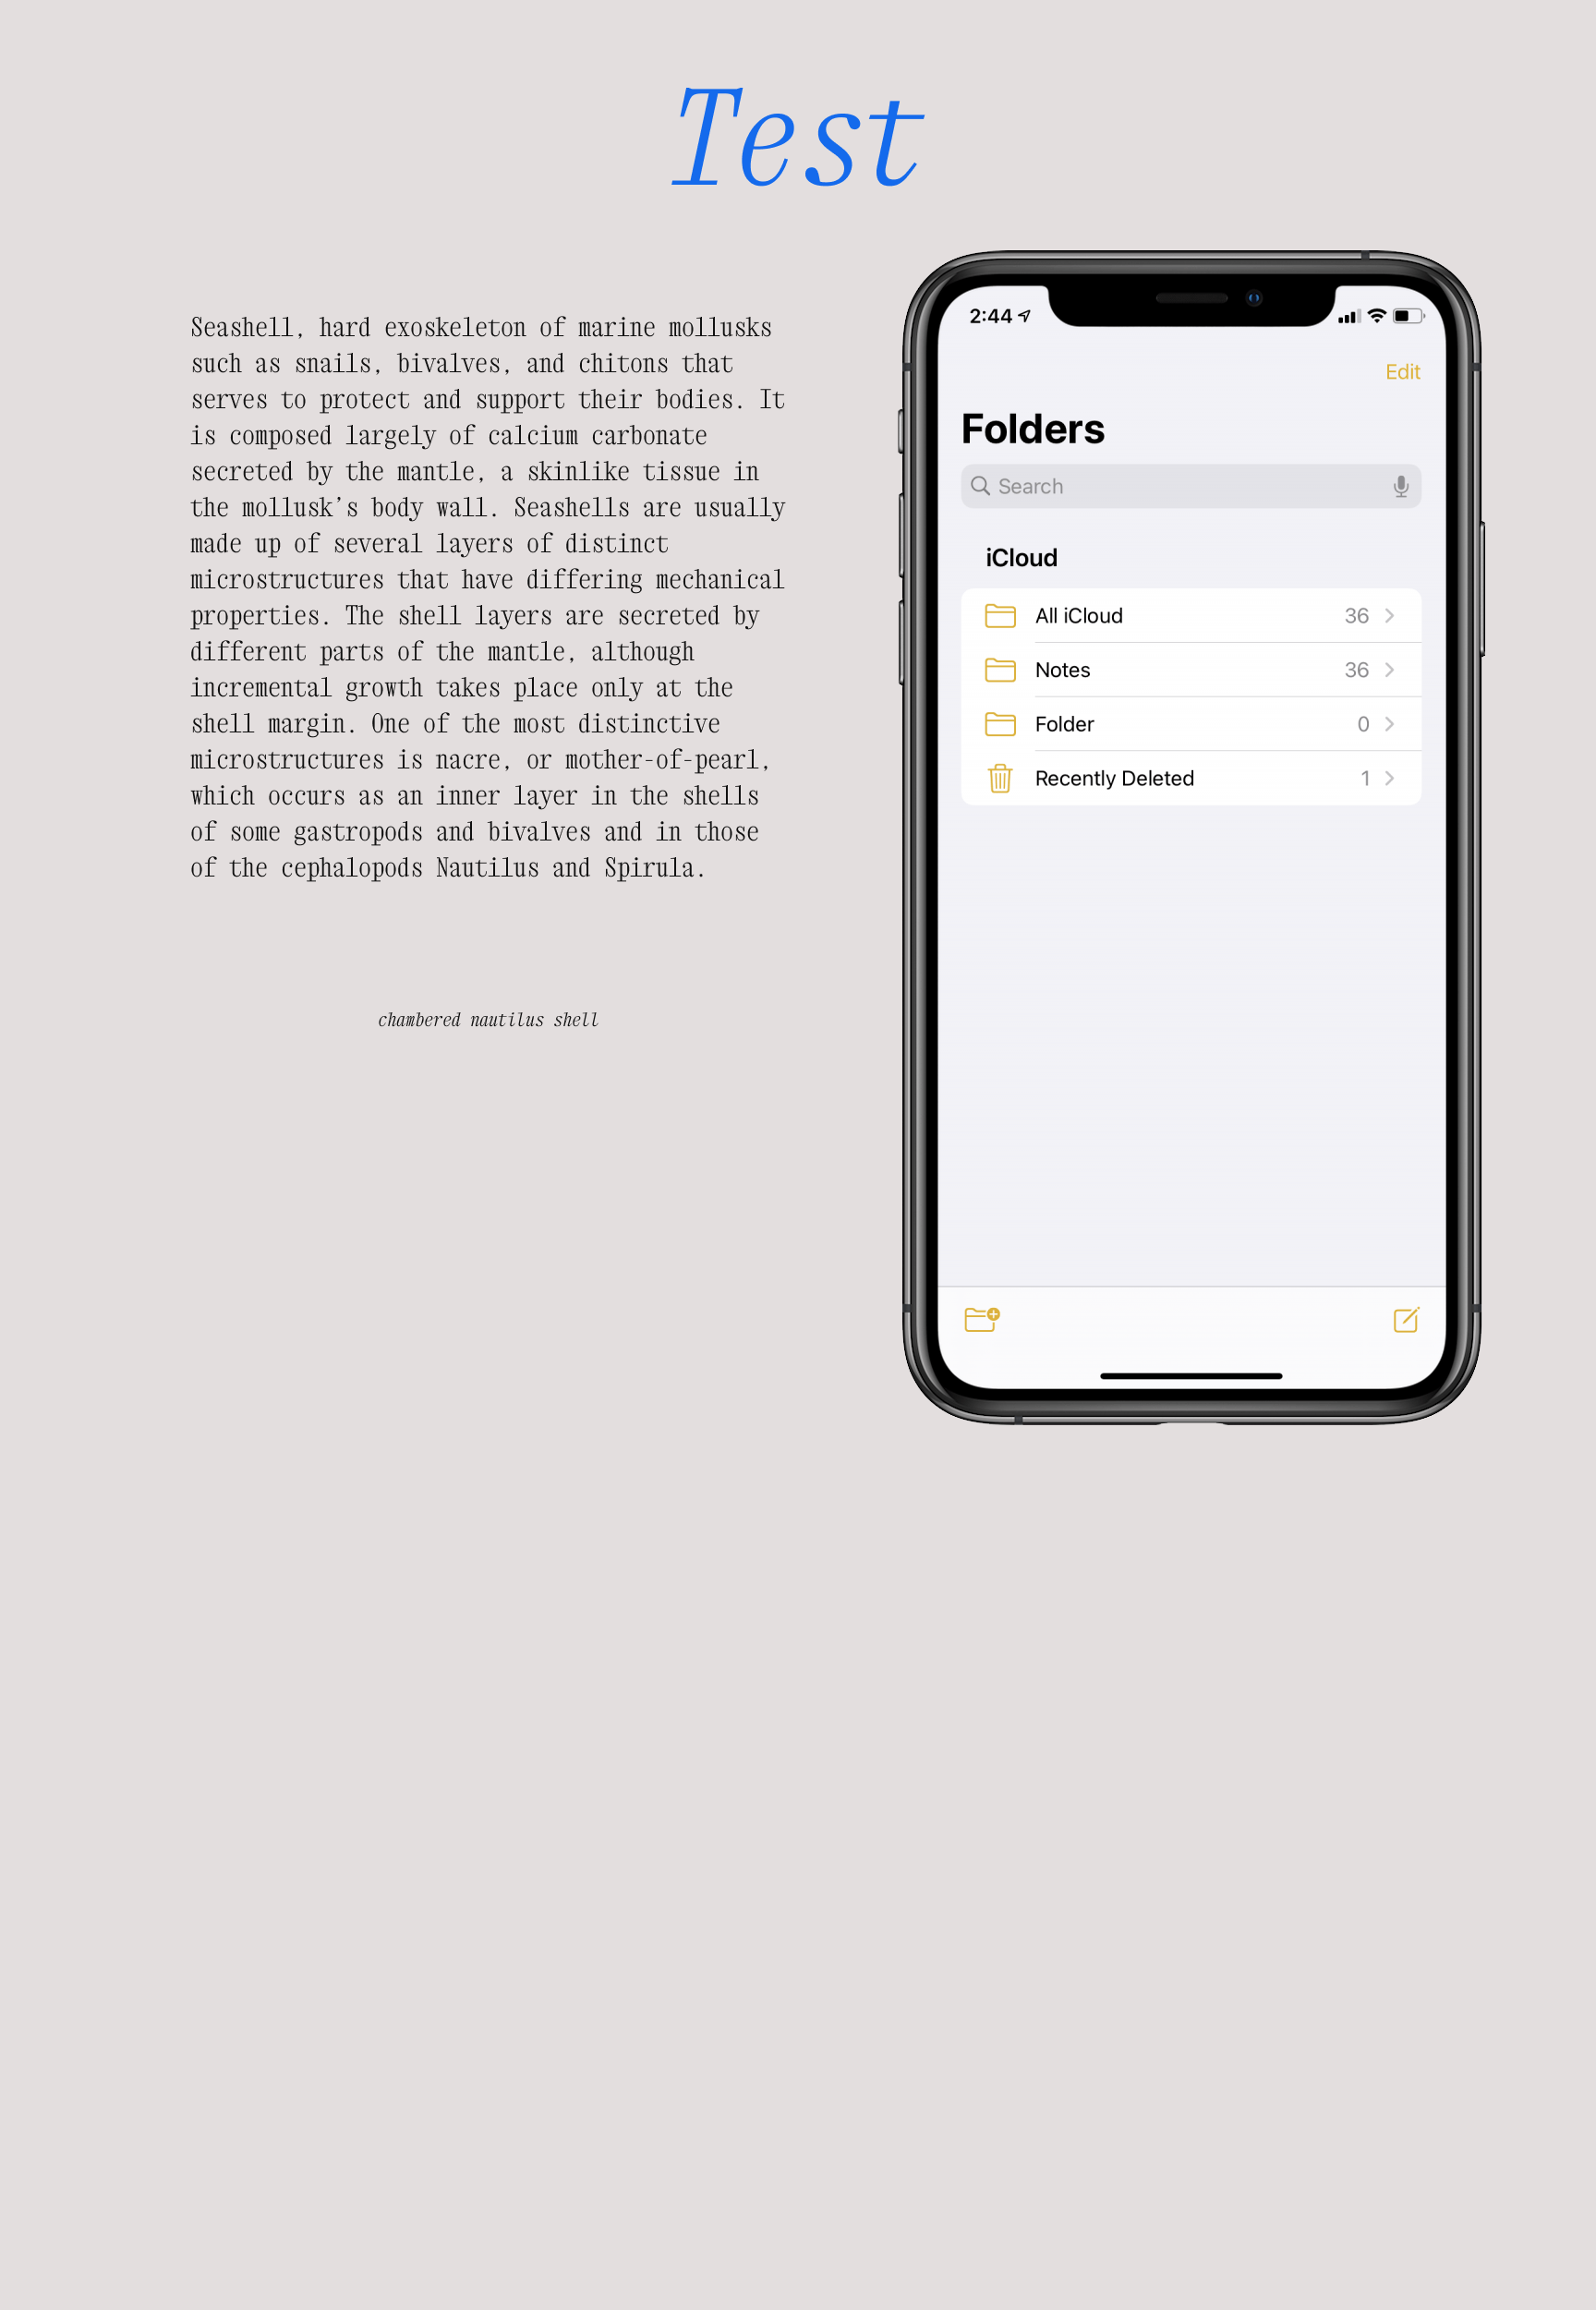 Test
Seashell, hard exoskeleton of marine mollusks
such as snails, bivalves, and chitons that
serves to protect and support their bodies. It
is composed largely of calcium carbonate
secreted by the mantle, a skinlike tissue in
the mollusk’s body wall. Seashells are usually
made up of several layers of distinct
microstructures that have differing mechanical
properties. The shell layers are secreted by
different parts of the mantle, although
incremental growth takes place only at the
shell margin. One of the most distinctive
microstructures is nacre, or mother-of-pearl,
which occurs as an inner layer in the shells
of some gastropods and bivalves and in those
of the cephalopods Nautilus and Spirula.
chambered nautilus shell
2:44
Edit
Folders
Search
iCloud
All iCloud 36
Notes 36
Folder 0
Recently Deleted 1